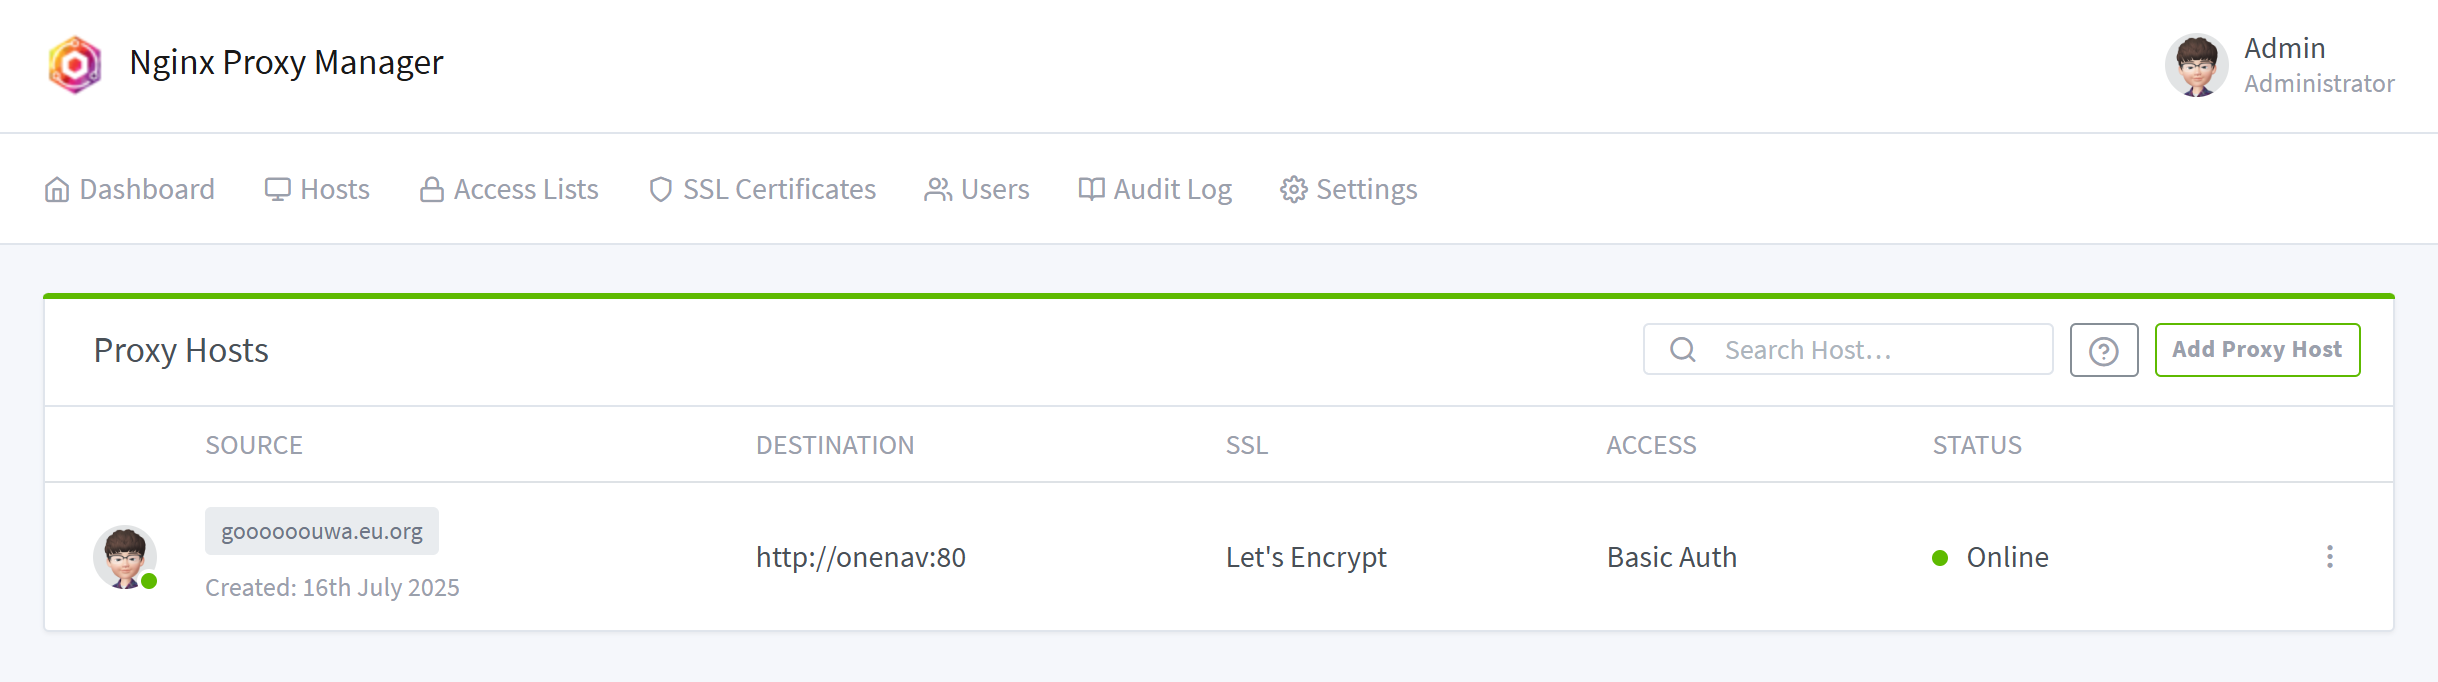 Nginx Proxy Manager
Admin
Administrator
Dashboard Hosts Access Lists SSL Certificates Users Audit Log Settings
Proxy Hosts
Search Host…
Add Proxy Host
SOURCE DESTINATION SSL ACCESS STATUS
goooooouwa.eu.org
Created: 16th July 2025
http://onenav:80
Let's Encrypt
Basic Auth
Online